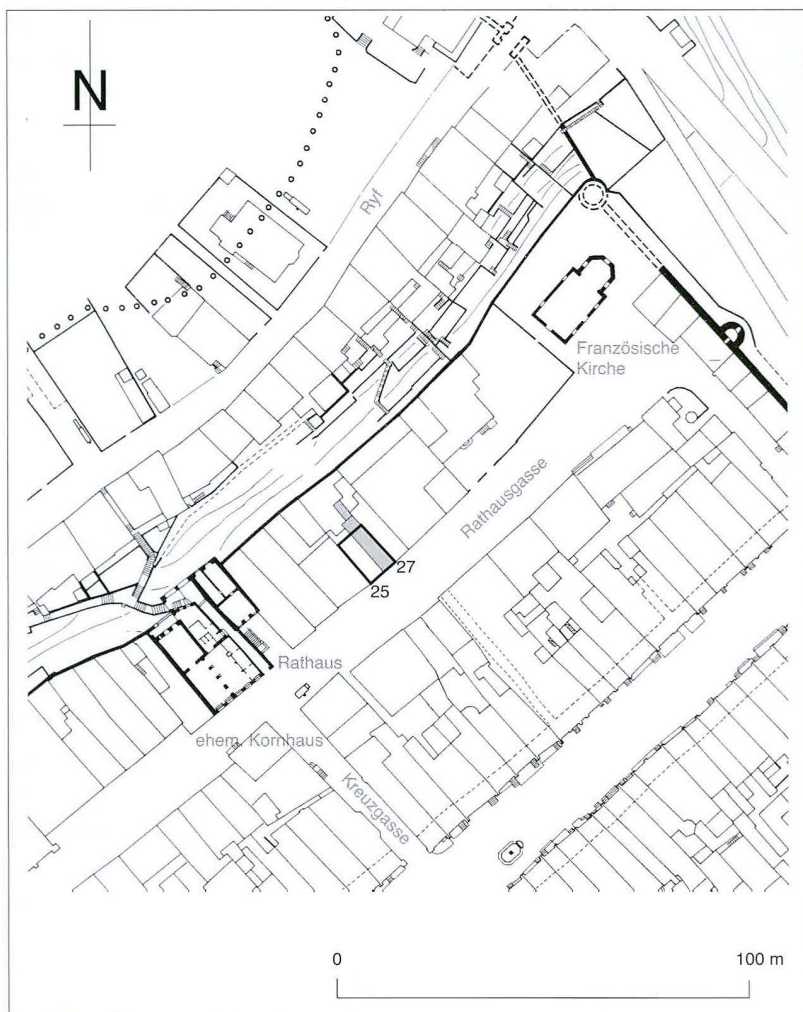 N
Ryf
Französische
Kirche
Rathausgasse
27
25
Rathaus
ehem. Kornhaus
Kreuzgasse
0
100 m